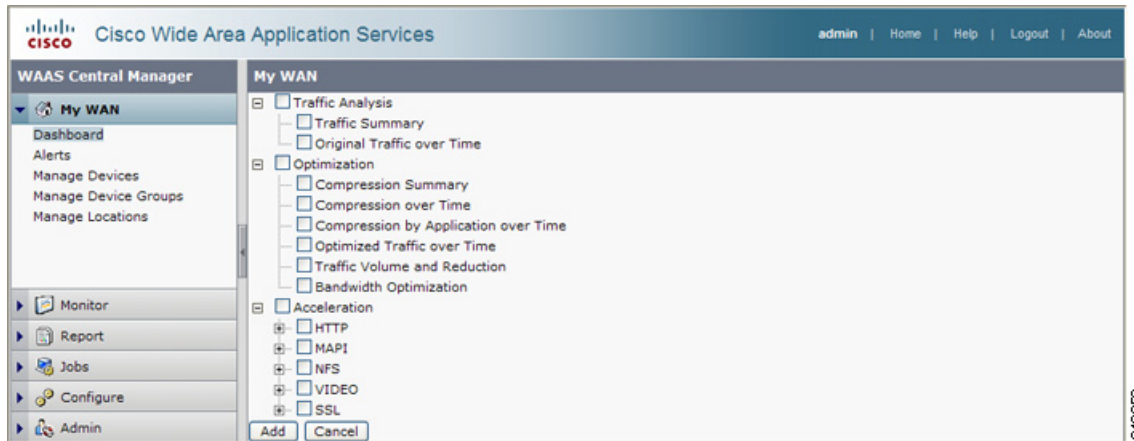 CISCO Cisco Wide Area Application Services
admin | Home | Help | Logout | About
WAAS Central Manager
My WAN
Dashboard
Alerts
Manage Devices
Manage Device Groups
Manage Locations
Monitor
Report
Jobs
Configure
Admin
My WAN
Traffic Analysis
Traffic Summary
Original Traffic over Time
Optimization
Compression Summary
Compression over Time
Compression by Application over Time
Optimized Traffic over Time
Traffic Volume and Reduction
Bandwidth Optimization
Acceleration
HTTP
MAPI
NFS
VIDEO
SSL
Add Cancel